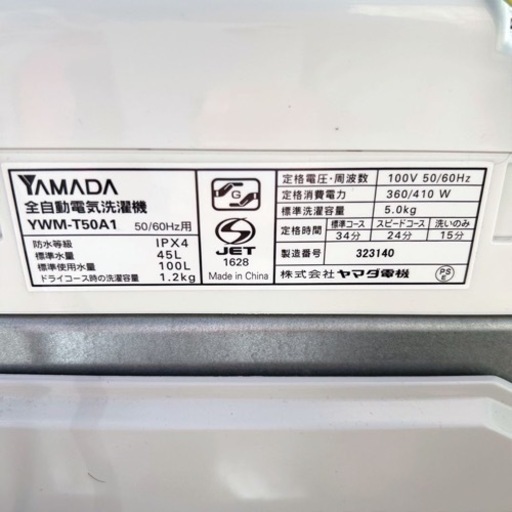 YAMADA
全自動電気洗濯機
YWM-T50A1 50/60Hz用
防水等級 IPX4
標準水量 45L
標準使用水量 100L
ドライコース時の洗濯容量 1.2kg
G
S
JET
1628
Made in China
定格電圧・周波数 100V 50/60Hz
定格消費電力 360/410 W
標準洗濯容量 5.0kg
定格時間 標準コース スピードコース 洗いのみ
34分 24分 15分
製造番号 323140
株式会社 ヤマダ電機
PS
E